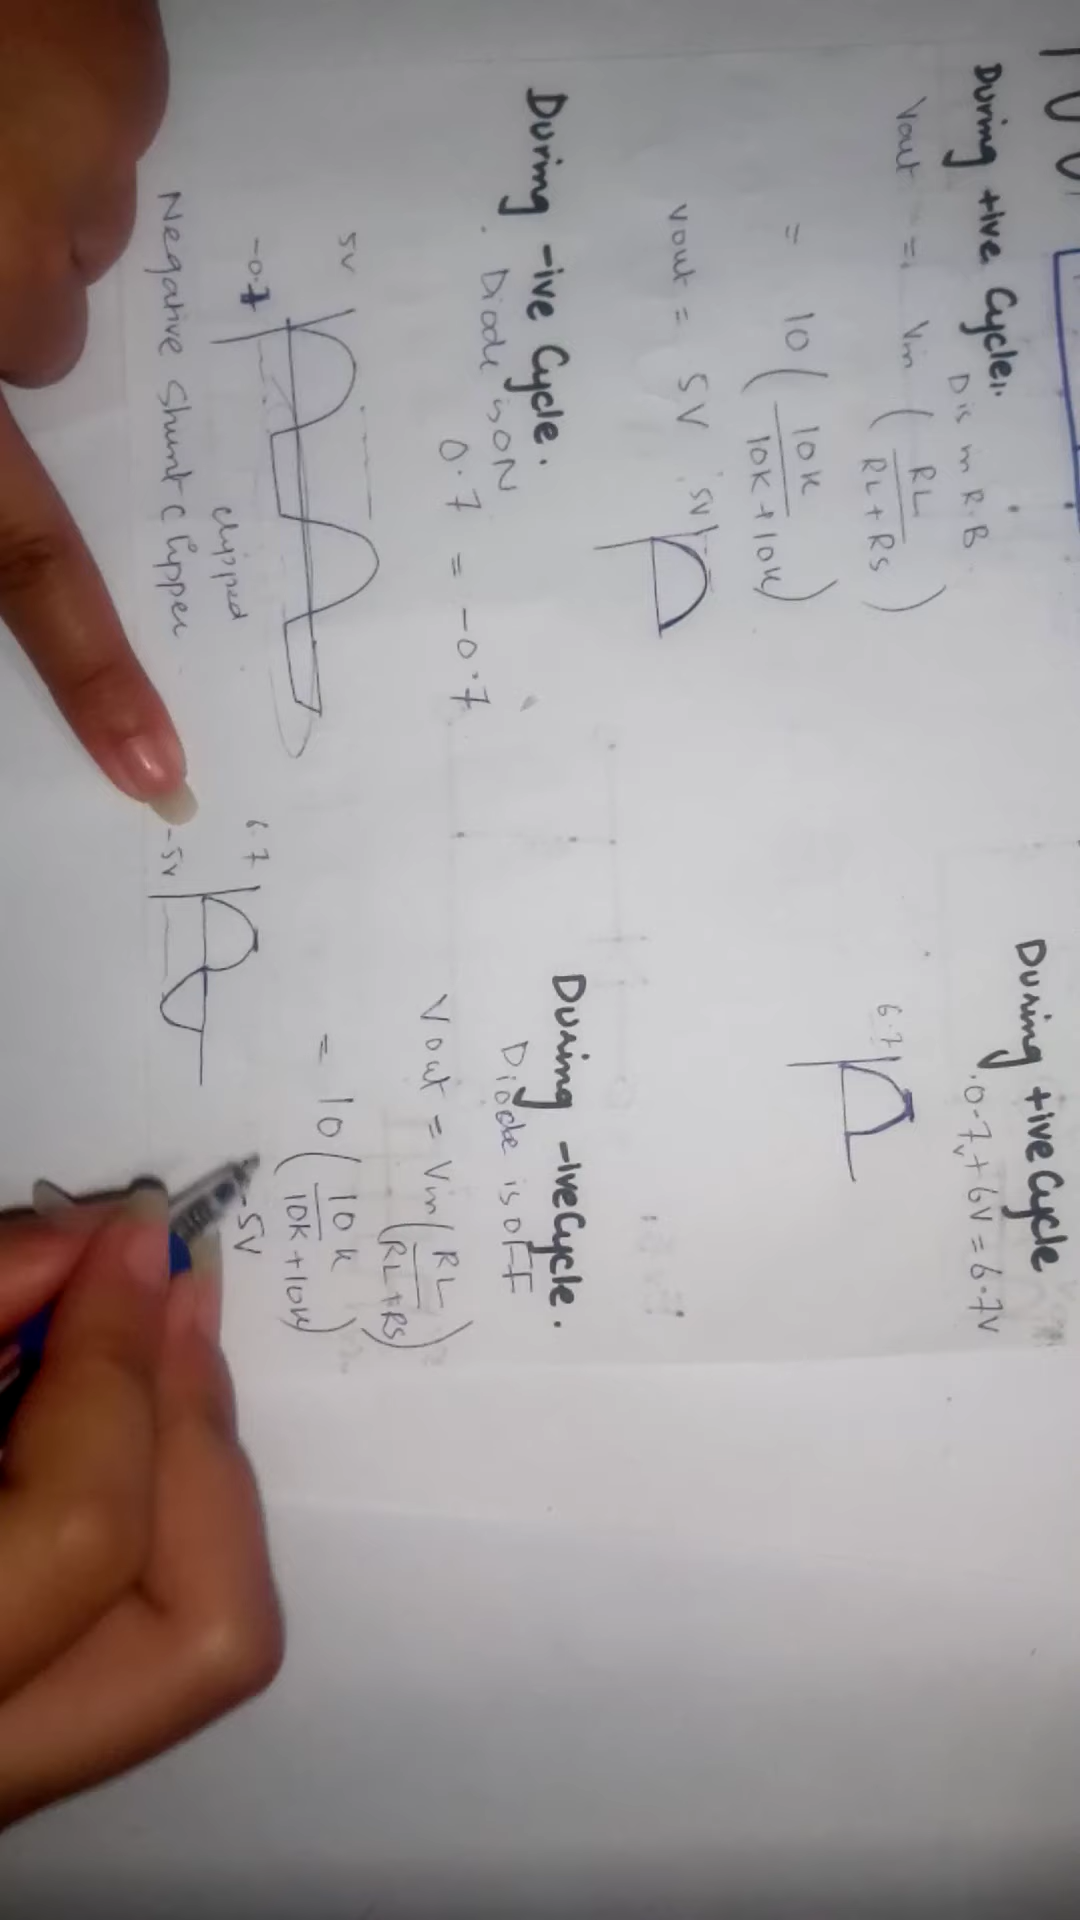 During +ive Cycle:
D is in R.B
Vout = Vin ( RL / RL + Rs )
= 10 ( 10K / 10K + 10K )
Vout = 5V
5V
During -ive Cycle.
Diode is ON
0.7 = -0.7
5V
-0.7
clipped
Negative Shunt Clipper
During +ive Cycle
0.7v + 6V = 6.7V
6.7
During -ive Cycle.
Diode is OFF
Vout = Vin ( RL / RL + Rs )
= 10 ( 10K / 10K + 10K )
-5V
6.7
-5V